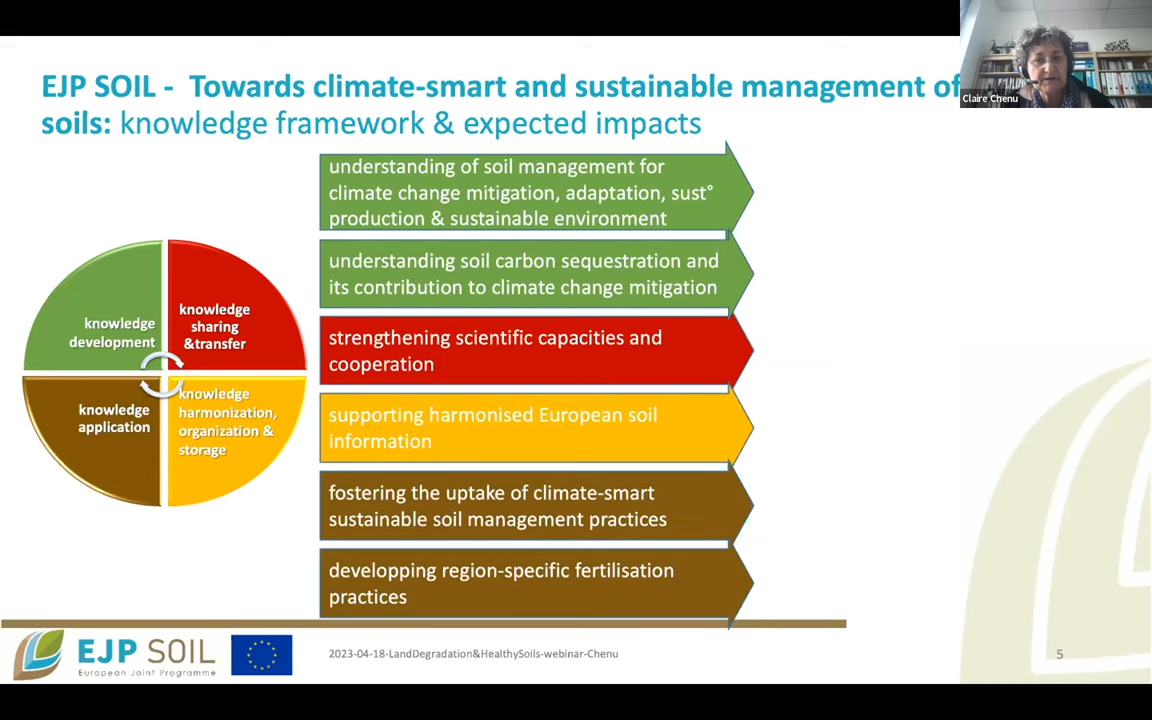 EJP SOIL - Towards climate-smart and sustainable management of
soils: knowledge framework & expected impacts
Claire Chenu
understanding of soil management for
climate change mitigation, adaptation, sust°
production & sustainable environment
understanding soil carbon sequestration and
its contribution to climate change mitigation
strengthening scientific capacities and
cooperation
supporting harmonised European soil
information
fostering the uptake of climate-smart
sustainable soil management practices
developping region-specific fertilisation
practices
knowledge
development
knowledge
sharing
&transfer
knowledge
application
knowledge
harmonization,
organization &
storage
EJP SOIL
European Joint Programme
2023-04-18-LandDegradation&HealthySoils-webinar-Chenu
5